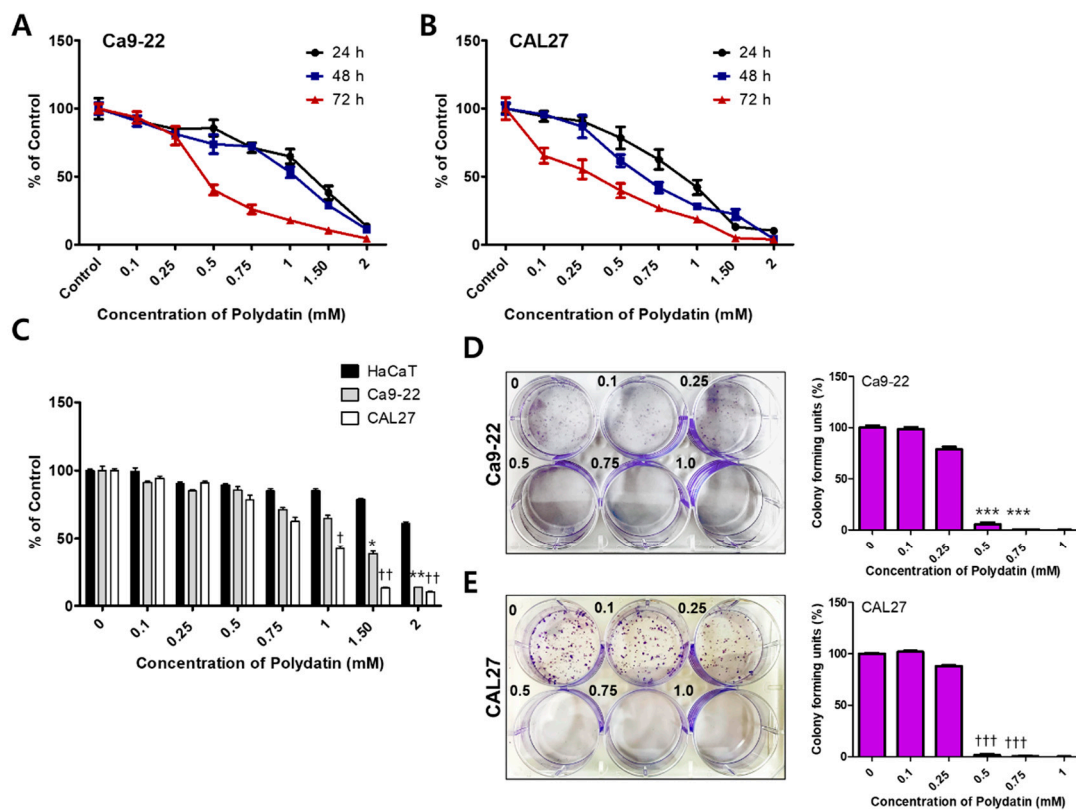 A
Ca9-22
150
100
50
0
% of Control
24 h
48 h
72 h
Control
0.1
0.25
0.5
0.75
1
1.50
2
Concentration of Polydatin (mM)
B
CAL27
150
100
50
0
% of Control
24 h
48 h
72 h
Control
0.1
0.25
0.5
0.75
1
1.50
2
Concentration of Polydatin (mM)
C
HaCaT
Ca9-22
CAL27
150
100
50
0
% of Control
†
*
††
**
††
0
0.1
0.25
0.5
0.75
1
1.50
2
Concentration of Polydatin (mM)
D
Ca9-22
0
0.1
0.25
0.5
0.75
1.0
Ca9-22
150
100
50
0
Colony forming units (%)
***
***
0
0.1
0.25
0.5
0.75
1
Concentration of Polydatin (mM)
E
CAL27
0
0.1
0.25
0.5
0.75
1.0
CAL27
150
100
50
0
Colony forming units (%)
†††
†††
0
0.1
0.25
0.5
0.75
1
Concentration of Polydatin (mM)